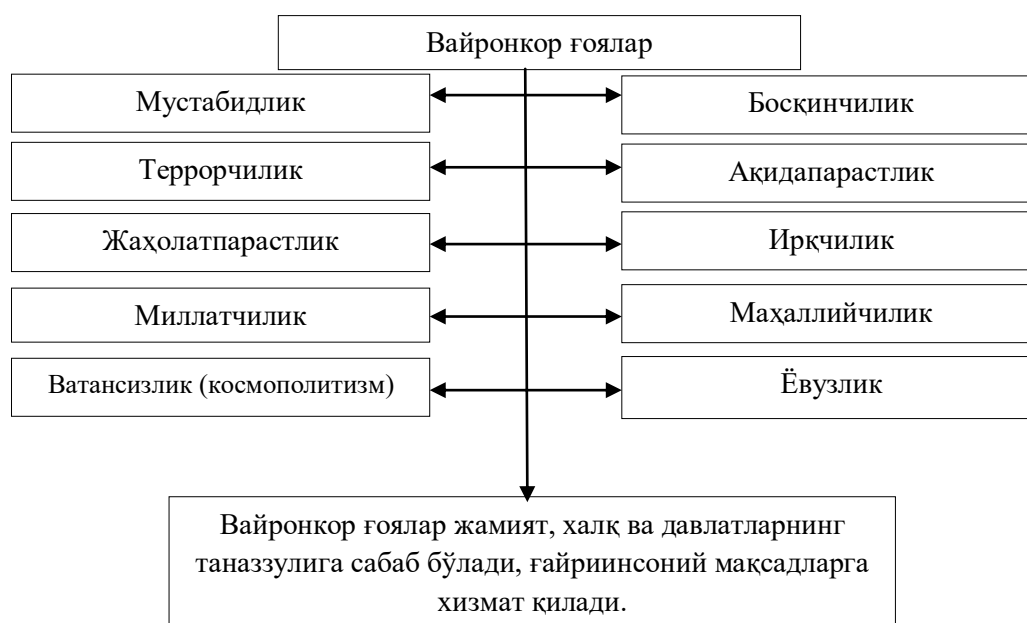 Вайронкор ғоялар
Мустабидлик
Босқинчилик
Террорчилик
Ақидапарастлик
Жаҳолатпарастлик
Ирқчилик
Миллатчилик
Маҳаллийчилик
Ватансизлик (космополитизм)
Ёвузлик
Вайронкор ғоялар жамият, халқ ва давлатларнинг
таназзулига сабаб бўлади, ғайриинсоний мақсадларга
хизмат қилади.